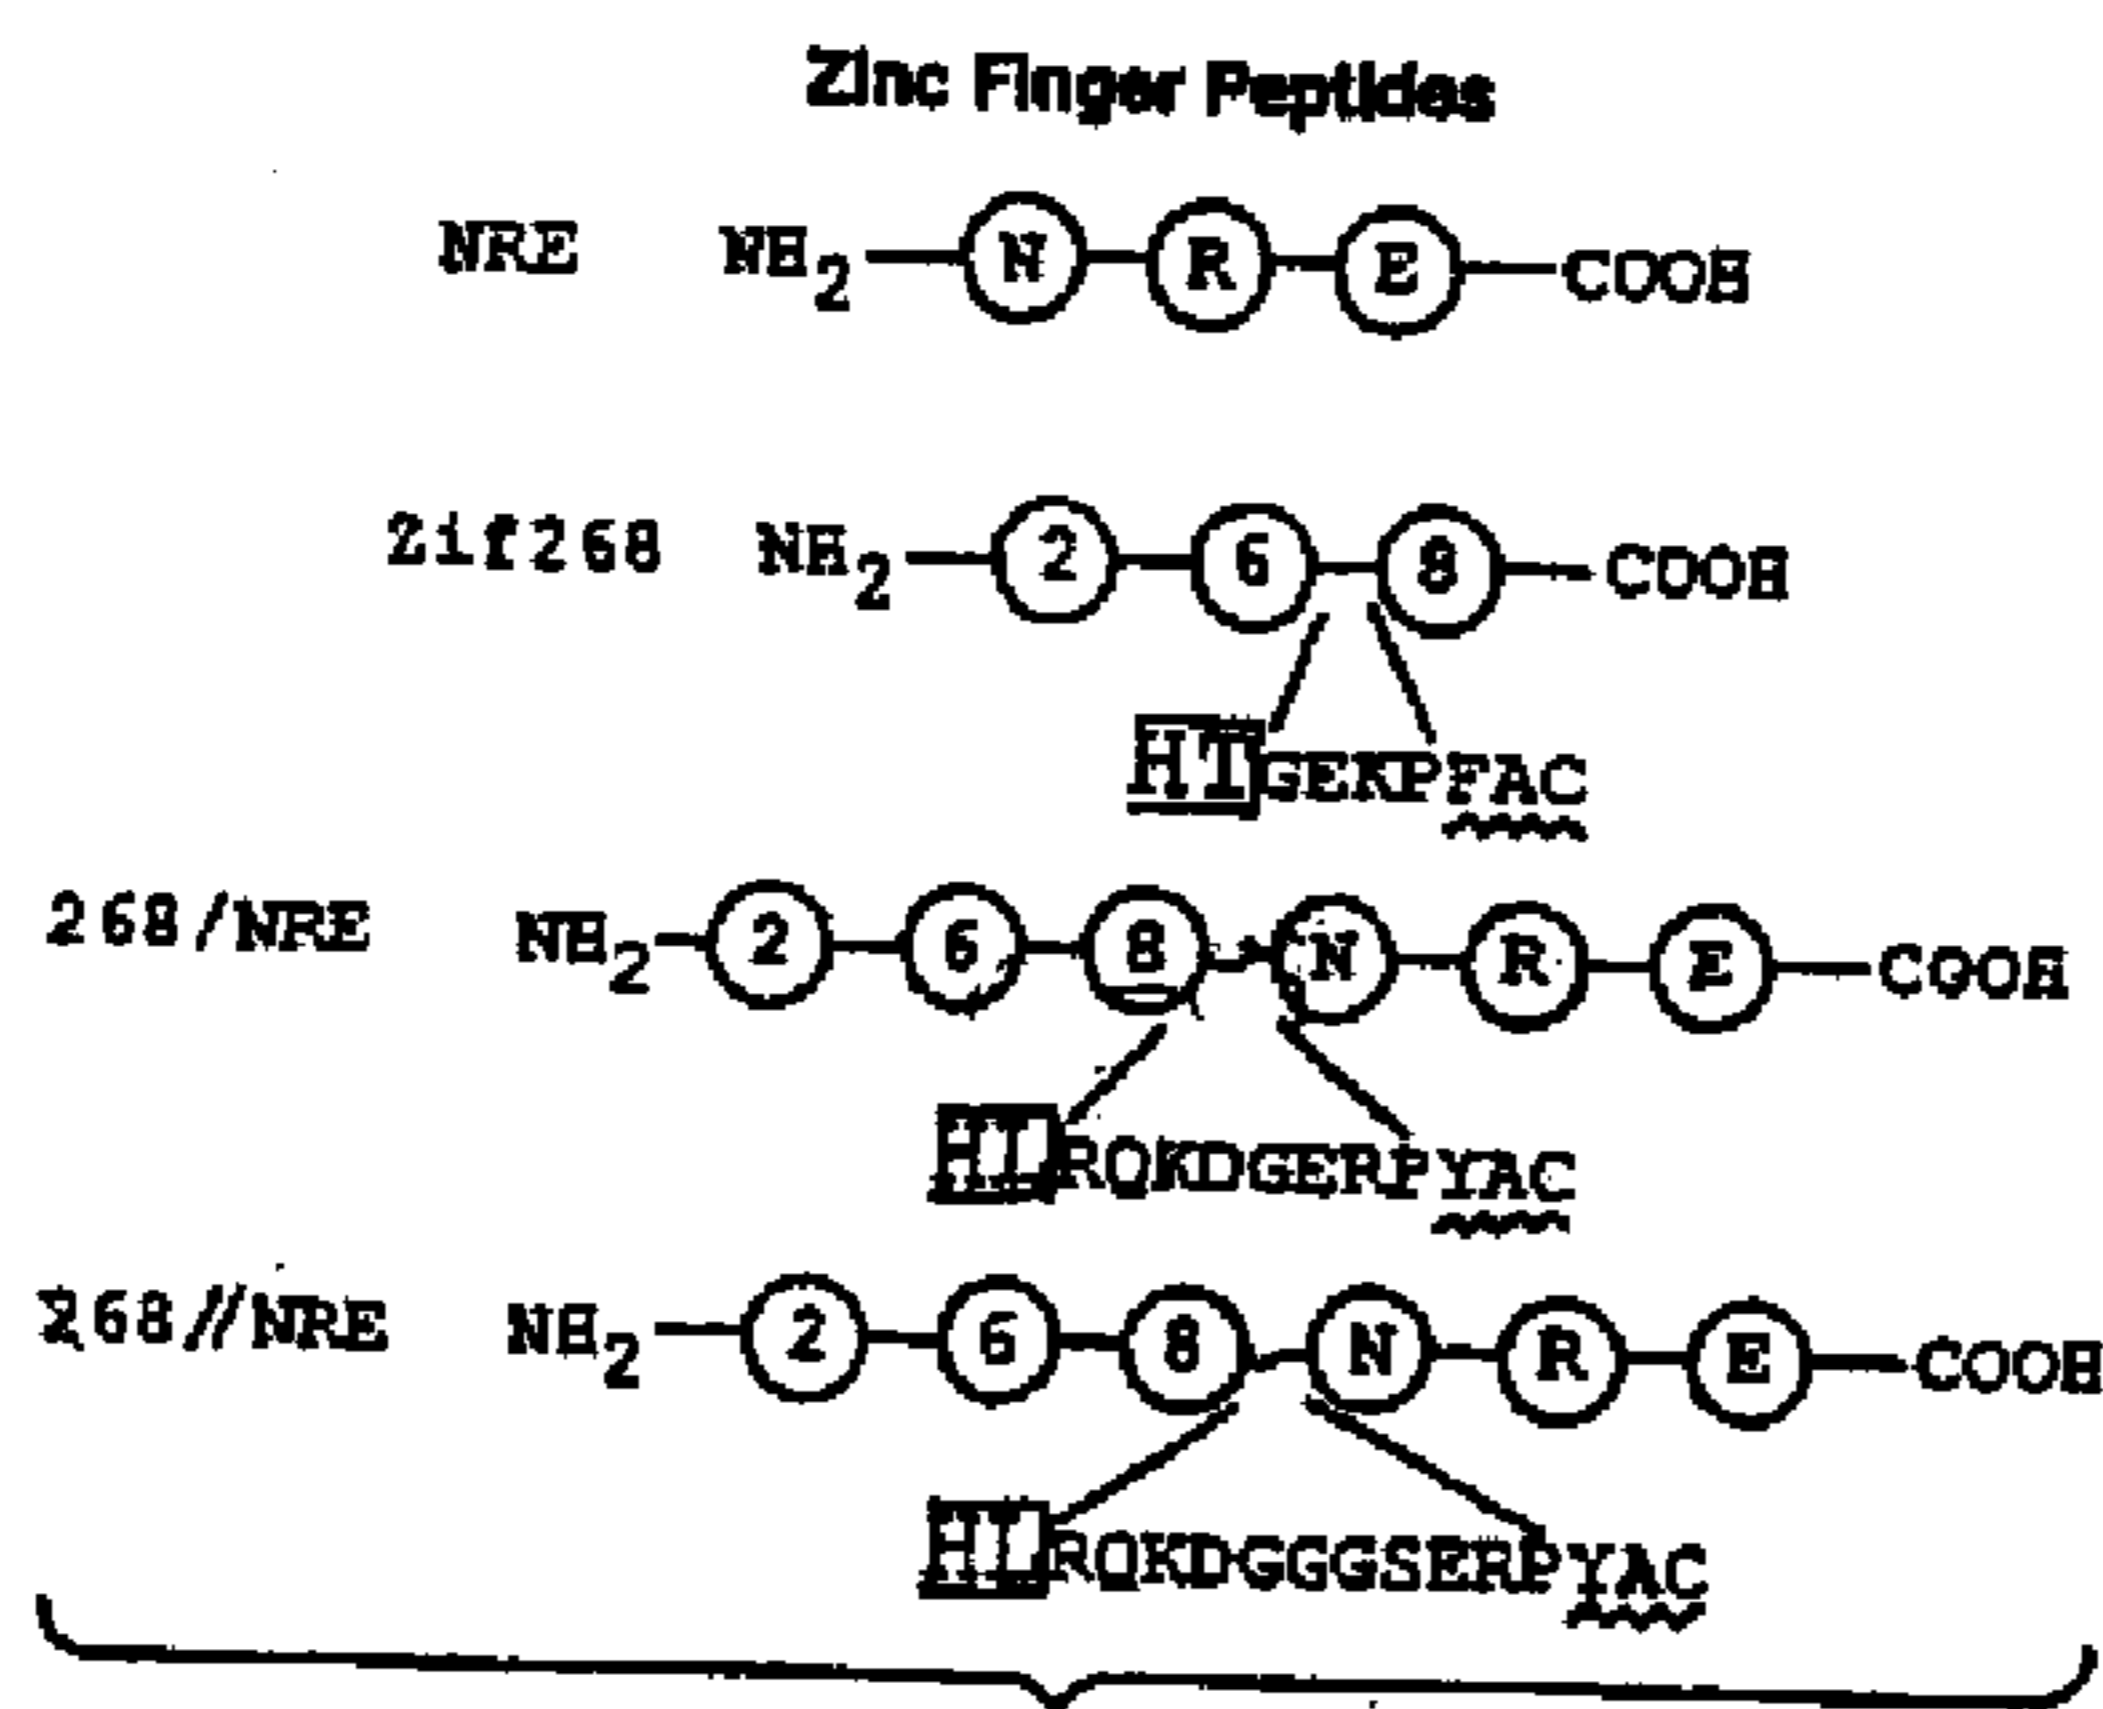 Zinc Finger Peptides
NRE NH2 N R E COOH
Zif268 NH2 2 6 8 COOH
HTGEKPFAC
268/NRE NH2 2 6 8 N R E COOH
HLRQKDGERPYAC
268//NRE NH2 2 6 8 N R E COOH
HLRQKDGGGSERPYAC